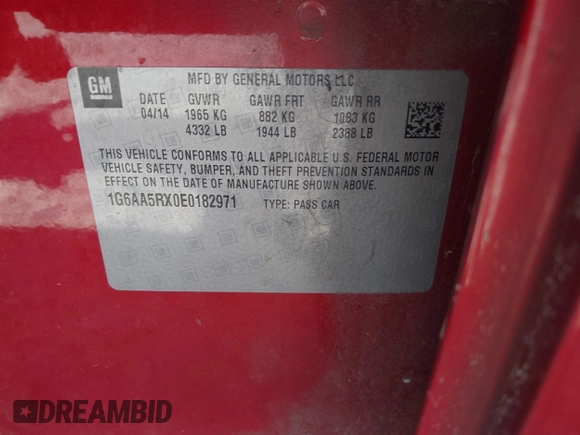 GM
MFD BY GENERAL MOTORS LLC
DATE GVWR GAWR FRT GAWR RR
04/14 1965 KG 882 KG 1083 KG
4332 LB 1944 LB 2388 LB
THIS VEHICLE CONFORMS TO ALL APPLICABLE U.S. FEDERAL MOTOR
VEHICLE SAFETY, BUMPER, AND THEFT PREVENTION STANDARDS IN
EFFECT ON THE DATE OF MANUFACTURE SHOWN ABOVE.
1G6AA5RX0E0182971 TYPE: PASS CAR
DREAMBID